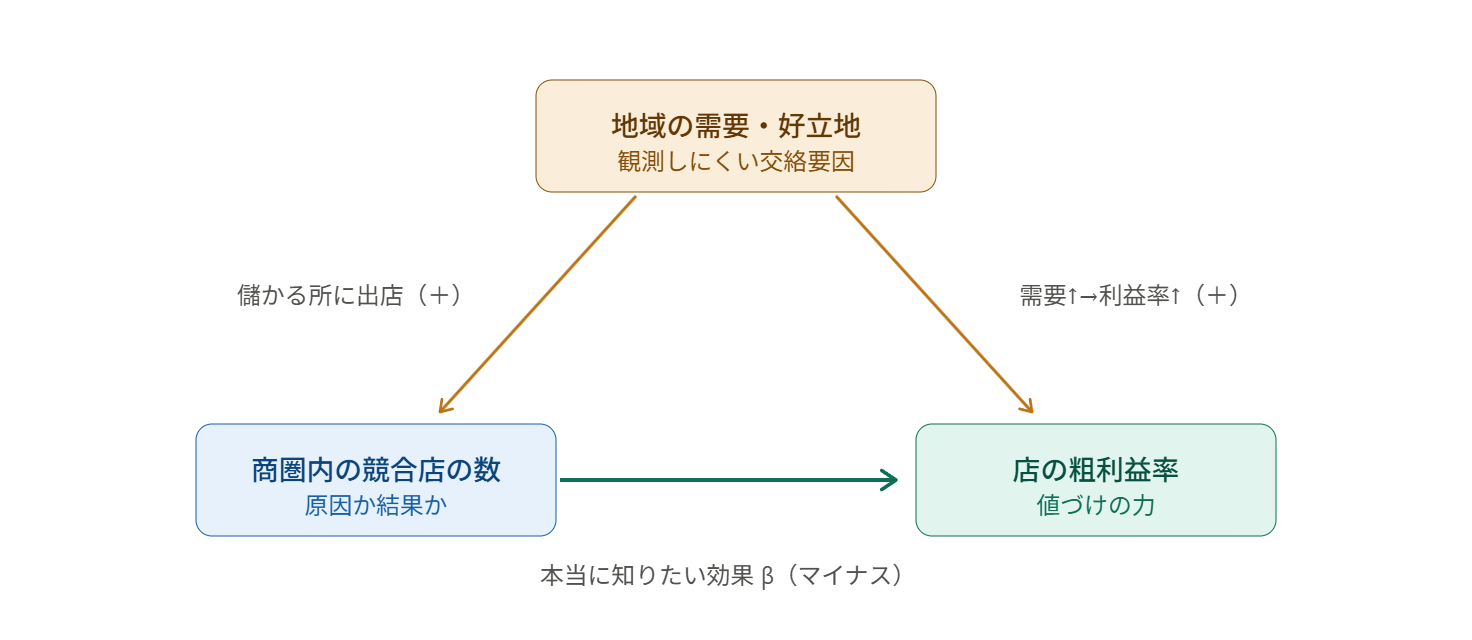 地域の需要・好立地
観測しにくい交絡要因
儲かる所に出店（＋）
需要↑→利益率↑（＋）
商圏内の競合店の数
原因か結果か
店の粗利益率
値づけの力
本当に知りたい効果 β（マイナス）